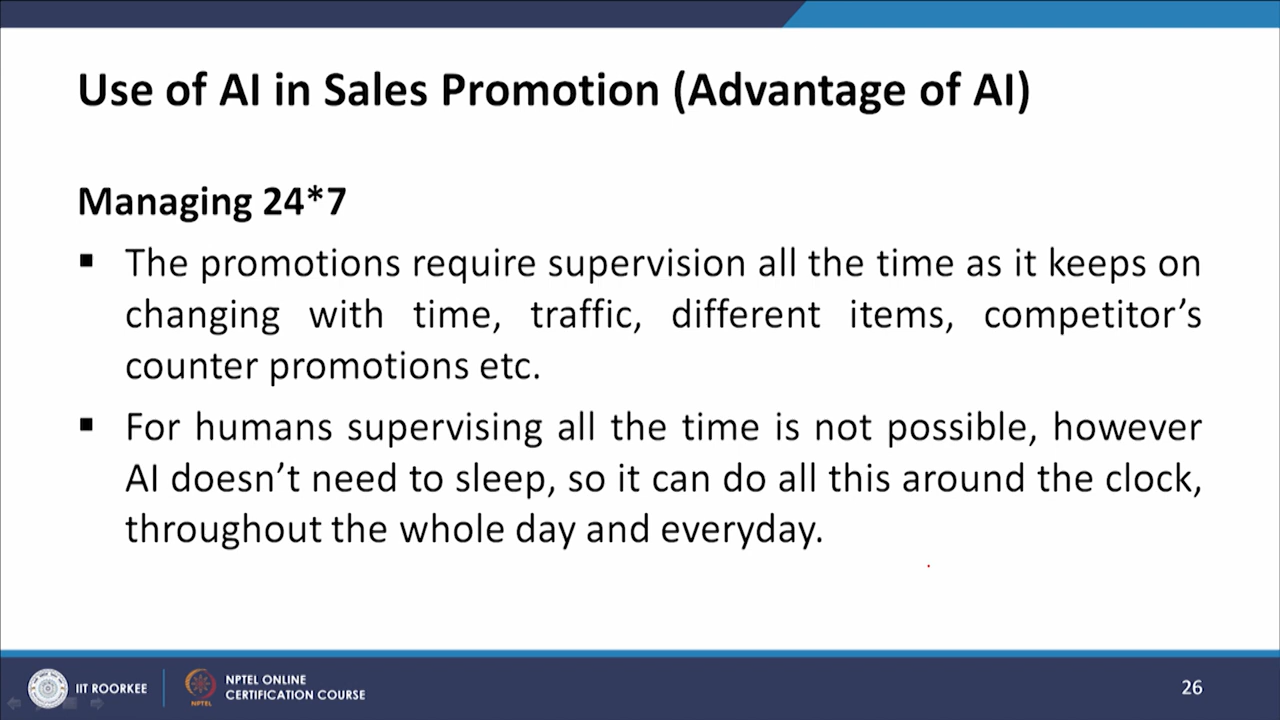 Use of AI in Sales Promotion (Advantage of AI)
Managing 24*7
▪ The promotions require supervision all the time as it keeps on
changing with time, traffic, different items, competitor’s
counter promotions etc.
▪ For humans supervising all the time is not possible, however
AI doesn’t need to sleep, so it can do all this around the clock,
throughout the whole day and everyday.
IIT ROORKEE
NPTEL
NPTEL ONLINE
CERTIFICATION COURSE
26